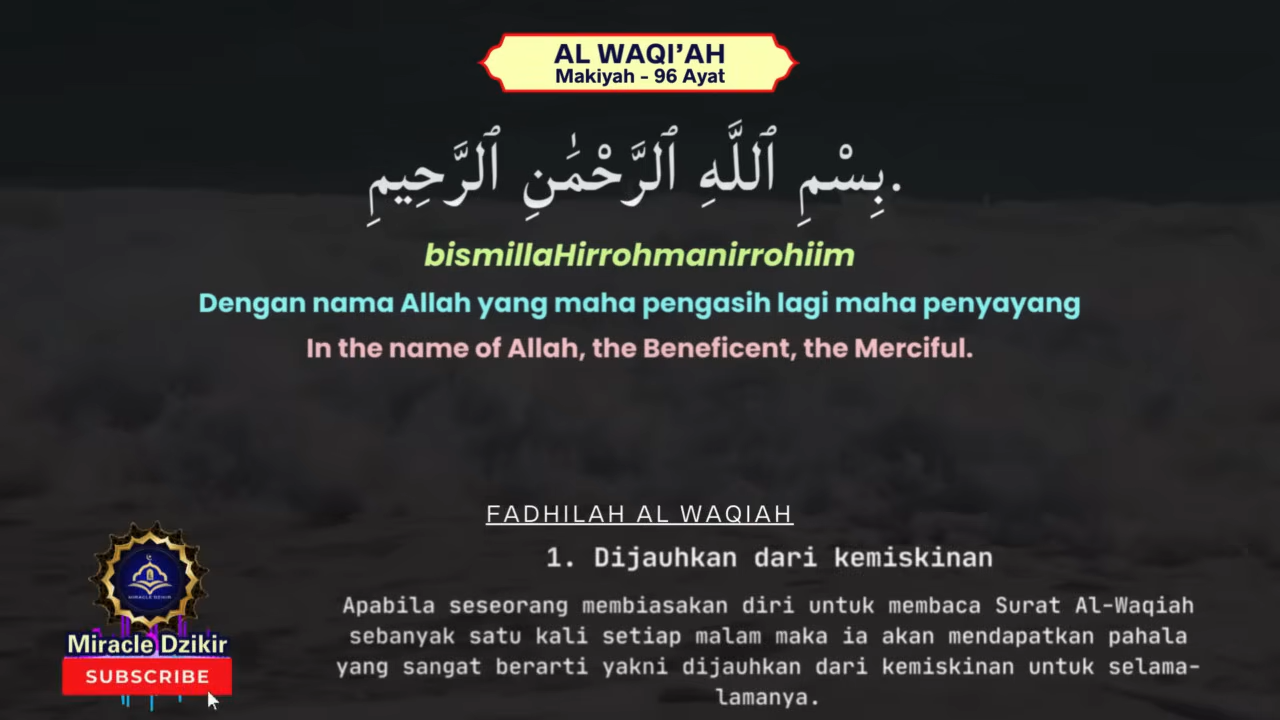 AL WAQI’AH
Makiyah - 96 Ayat
بِسْمِ ٱللَّهِ ٱلرَّحْمَٰنِ ٱلرَّحِيمِ.
bismillaHirrohmanirrohiim
Dengan nama Allah yang maha pengasih lagi maha penyayang
In the name of Allah, the Beneficent, the Merciful.
FADHILAH AL WAQIAH
1. Dijauhkan dari kemiskinan
Apabila seseorang membiasakan diri untuk membaca Surat Al-Waqiah
sebanyak satu kali setiap malam maka ia akan mendapatkan pahala
yang sangat berarti yakni dijauhkan dari kemiskinan untuk selama-
lamanya.
MIRACLE DZIKIR
Miracle Dzikir
SUBSCRIBE